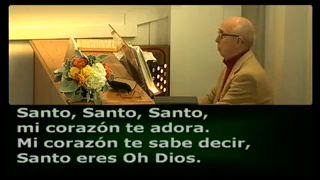 Santo, Santo, Santo,
mi corazón te adora.
Mi corazón te sabe decir,
Santo eres Oh Dios.